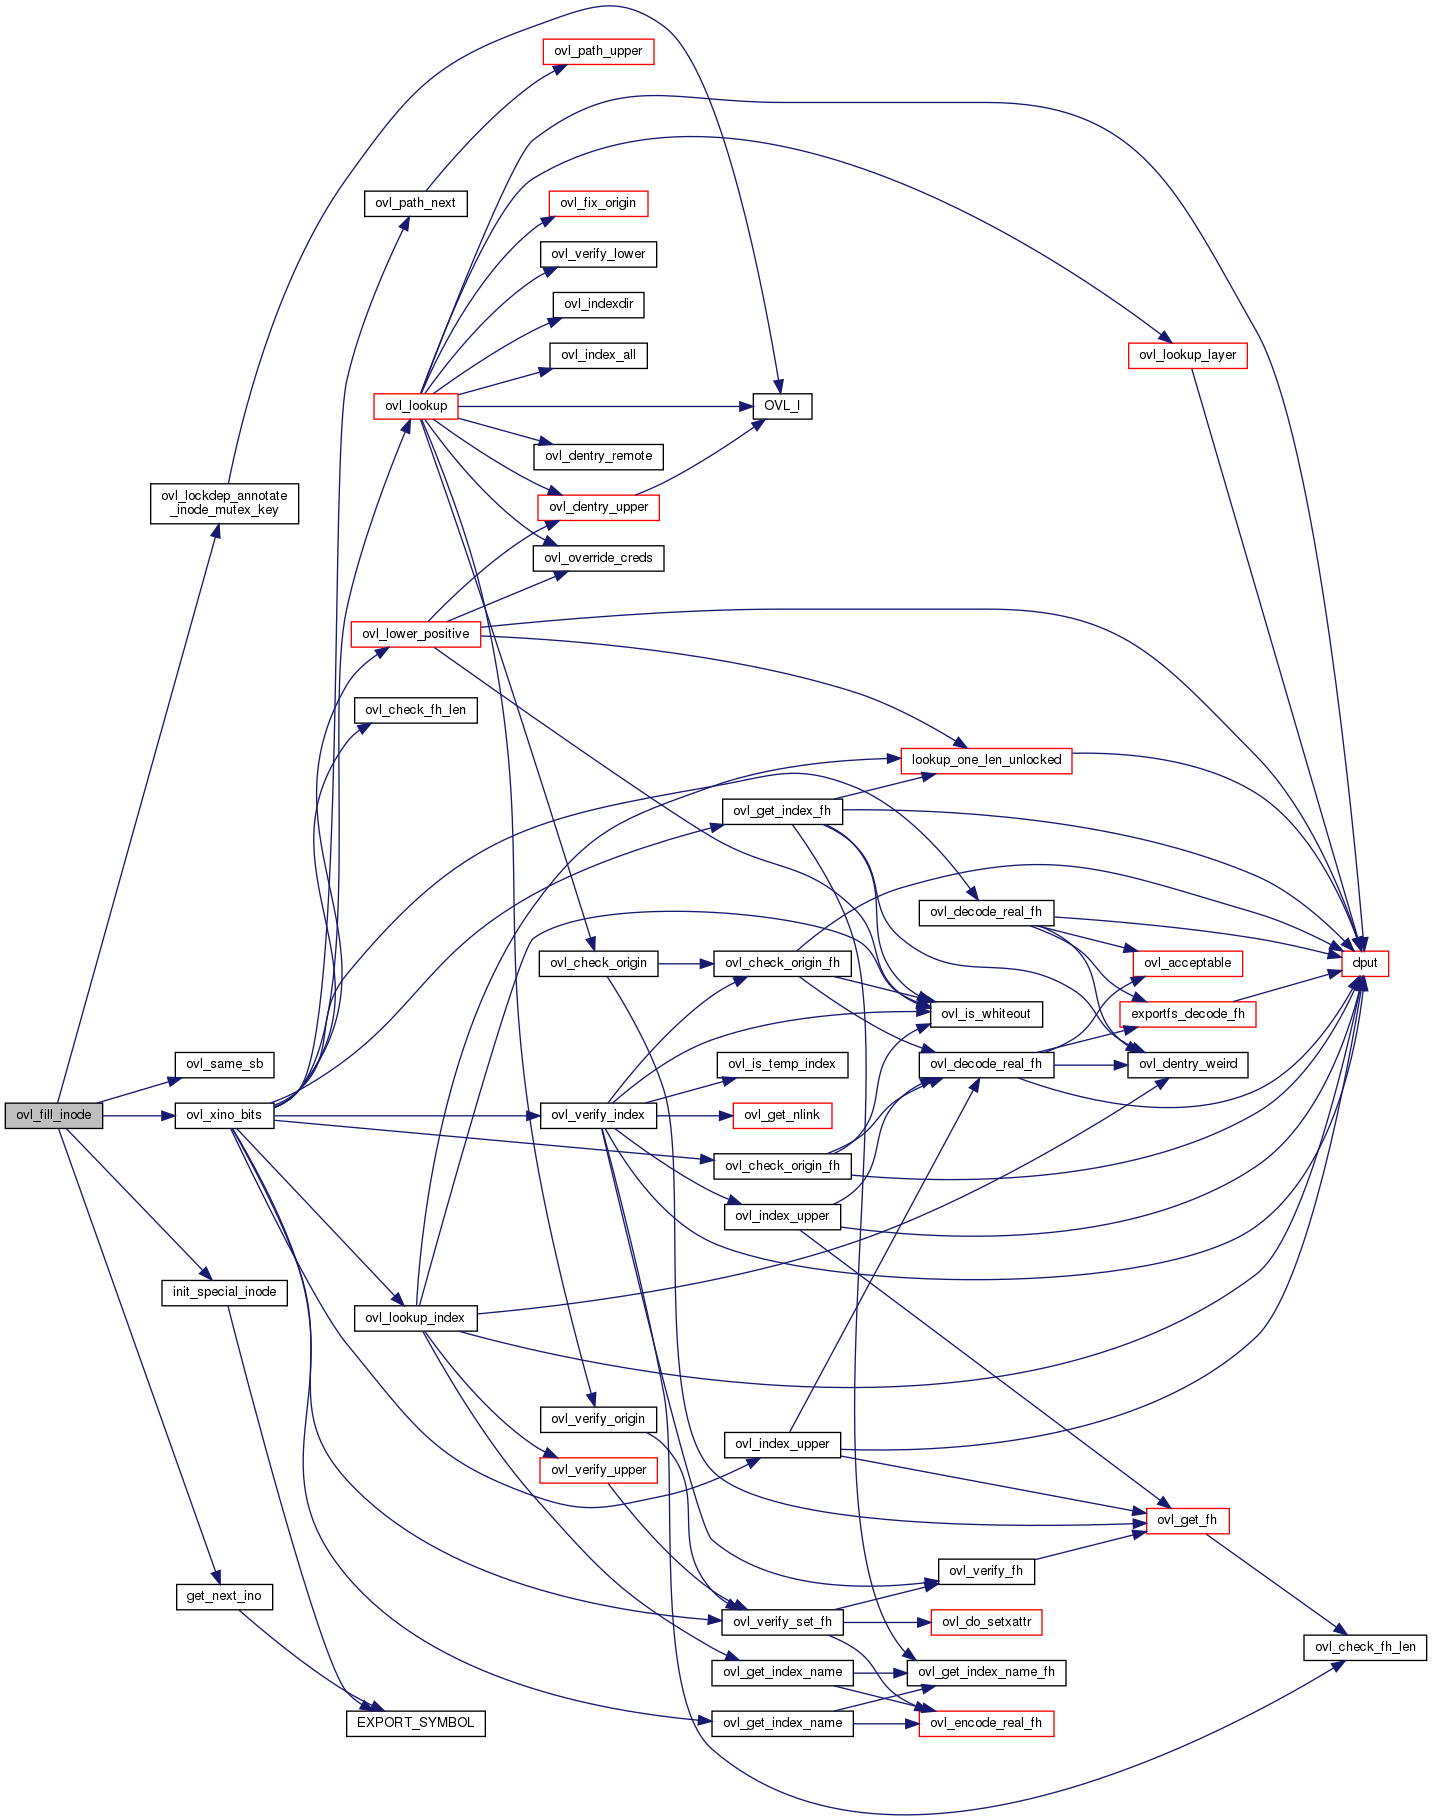 ovl_path_upper
ovl_path_next
ovl_fix_origin
ovl_verify_lower
ovl_indexdir
ovl_index_all
ovl_lookup_layer
ovl_lookup
OVL_I
ovl_dentry_remote
ovl_lockdep_annotate
_inode_mutex_key
ovl_dentry_upper
ovl_override_creds
ovl_lower_positive
ovl_check_fh_len
lookup_one_len_unlocked
ovl_get_index_fh
ovl_decode_real_fh
ovl_check_origin
ovl_check_origin_fh
ovl_acceptable
dput
ovl_is_whiteout
exportfs_decode_fh
ovl_same_sb
ovl_is_temp_index
ovl_decode_real_fh
ovl_dentry_weird
ovl_fill_inode
ovl_xino_bits
ovl_verify_index
ovl_get_nlink
ovl_check_origin_fh
ovl_index_upper
init_special_inode
ovl_lookup_index
ovl_verify_origin
ovl_index_upper
ovl_verify_upper
ovl_get_fh
ovl_verify_fh
get_next_ino
ovl_verify_set_fh
ovl_do_setxattr
ovl_check_fh_len
ovl_get_index_name
ovl_get_index_name_fh
EXPORT_SYMBOL
ovl_get_index_name
ovl_encode_real_fh